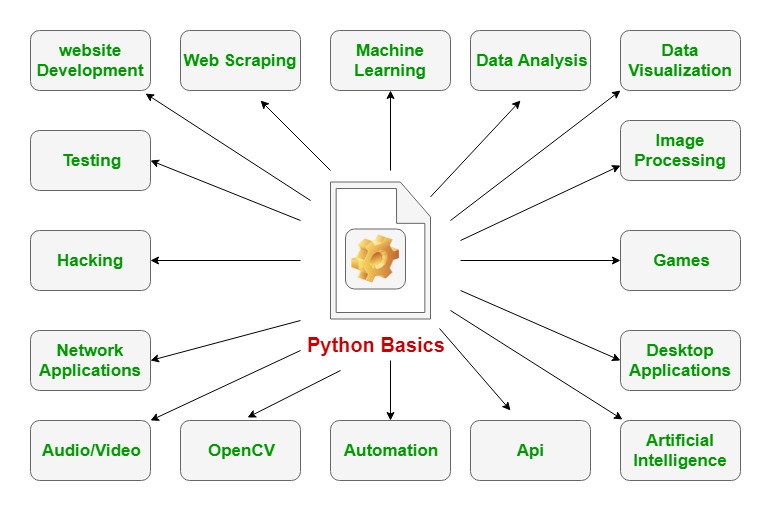 website
Development
Web Scraping
Machine
Learning
Data Analysis
Data
Visualization
Testing
Image
Processing
Hacking
Games
Python Basics
Network
Applications
Desktop
Applications
Audio/Video
OpenCV
Automation
Api
Artificial
Intelligence